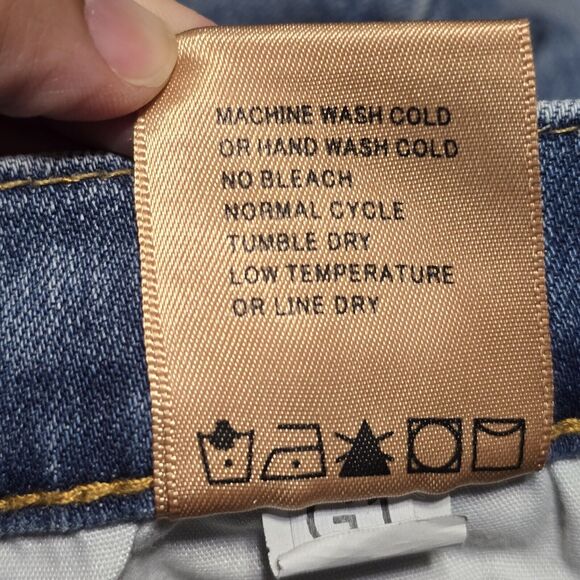 MACHINE WASH COLD
OR HAND WASH COLD
NO BLEACH
NORMAL CYCLE
TUMBLE DRY
LOW TEMPERATURE
OR LINE DRY